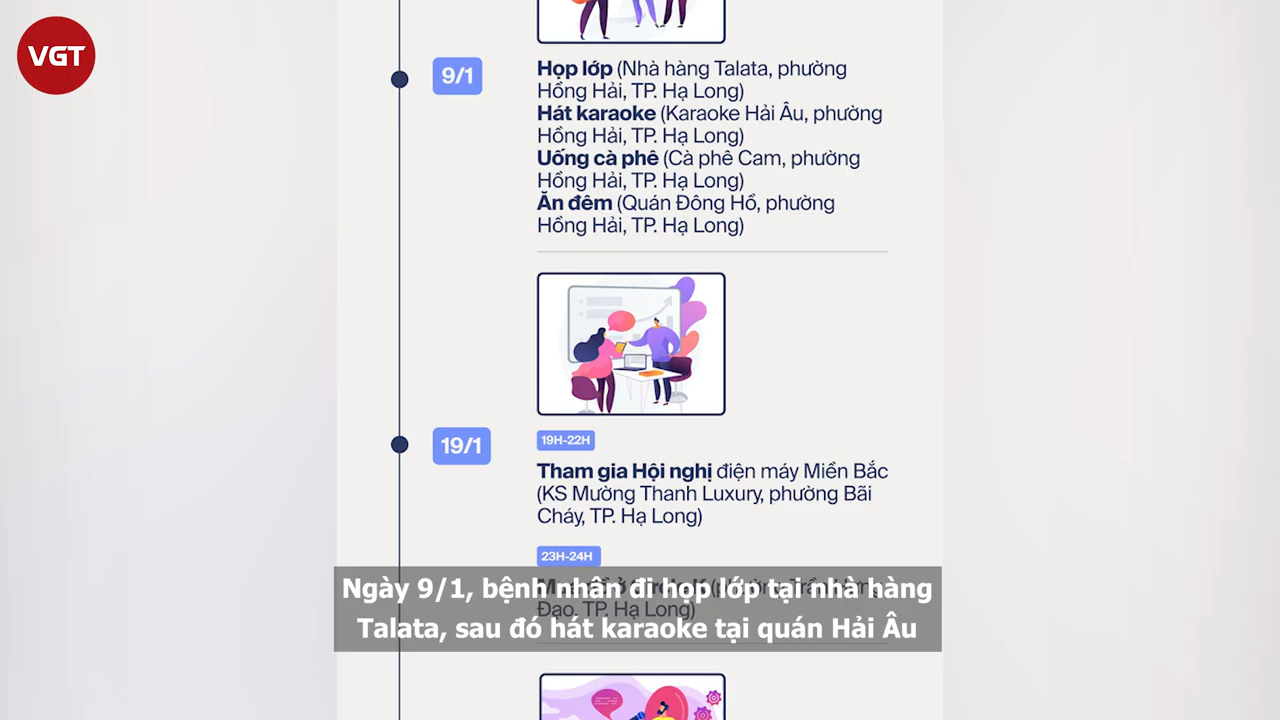 VGT
9/1
Họp lớp (Nhà hàng Talata, phường
Hồng Hải, TP. Hạ Long)
Hát karaoke (Karaoke Hải Âu, phường
Hồng Hải, TP. Hạ Long)
Uống cà phê (Cà phê Cam, phường
Hồng Hải, TP. Hạ Long)
Ăn đêm (Quán Đông Hồ, phường
Hồng Hải, TP. Hạ Long)
19/1
19H-22H
Tham gia Hội nghị điện máy Miền Bắc
(KS Mường Thanh Luxury, phường Bãi
Cháy, TP. Hạ Long)
23H-24H
Đạo, TP. Hạ Long)
Ngày 9/1, bệnh nhân đi họp lớp tại nhà hàng
Talata, sau đó hát karaoke tại quán Hải Âu